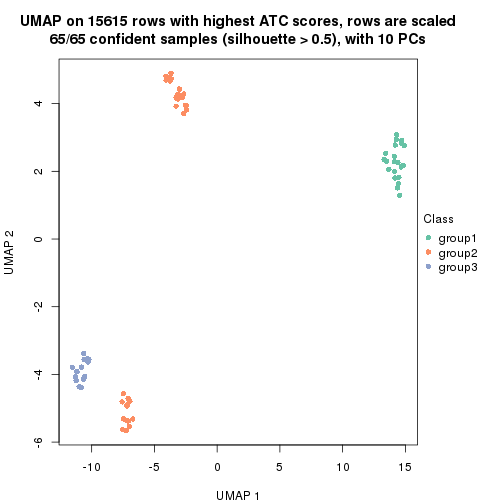 UMAP on 15615 rows with highest ATC scores, rows are scaled
65/65 confident samples (silhouette > 0.5), with 10 PCs
4
2
0
-2
-4
-6
UMAP 2
-10
-5
0
5
10
15
UMAP 1
Class
group1
group2
group3